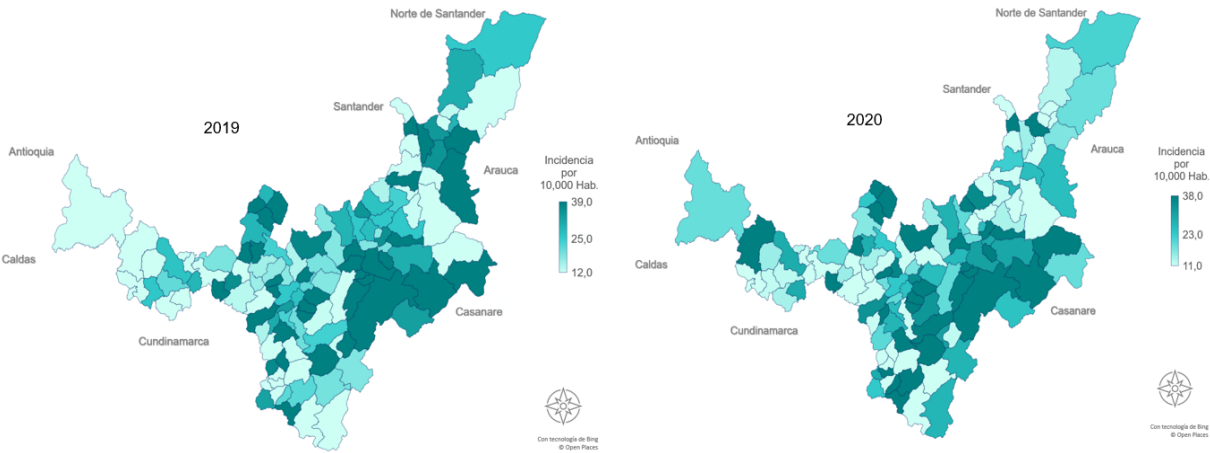 Norte de Santander
Santander
2019
Antioquia
Arauca
Incidencia
por
10,000 Hab.
39,0
25,0
12,0
Caldas
Casanare
Cundinamarca
Con tecnología de Bing
© Open Places
Norte de Santander
Santander
2020
Antioquia
Arauca
Incidencia
por
10,000 Hab.
38,0
23,0
11,0
Caldas
Casanare
Cundinamarca
Con tecnología de Bing
© Open Places